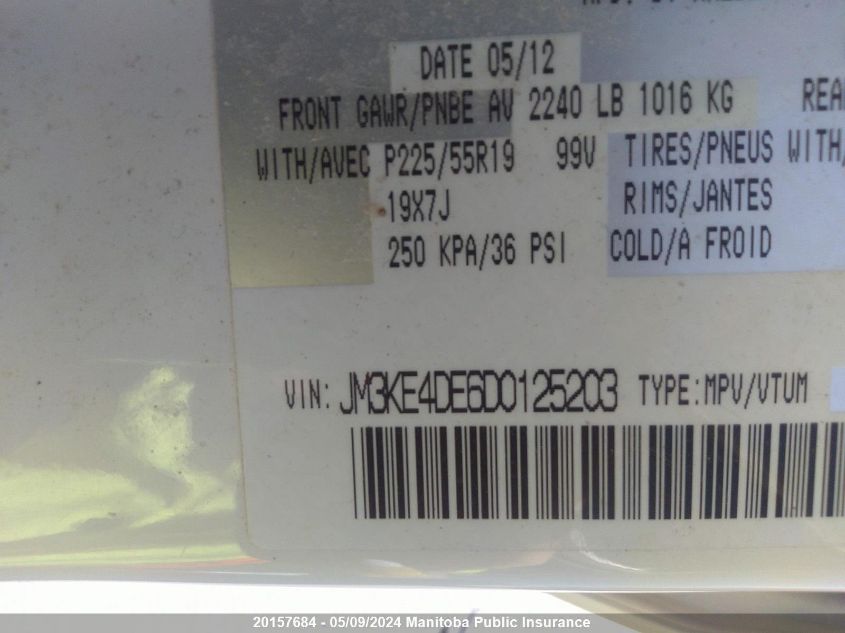 DATE 05/12
FRONT GAWR/PNBE AV 2240 LB 1016 KG REA
WITH/AVEC P225/55R19 99V TIRES/PNEUS WITH/
19X7J RIMS/JANTES
250 KPA/36 PSI COLD/A FROID
VIN: JM3KE4DE6D0125203 TYPE:MPV/VTUM
20157684 - 05/09/2024 Manitoba Public Insurance